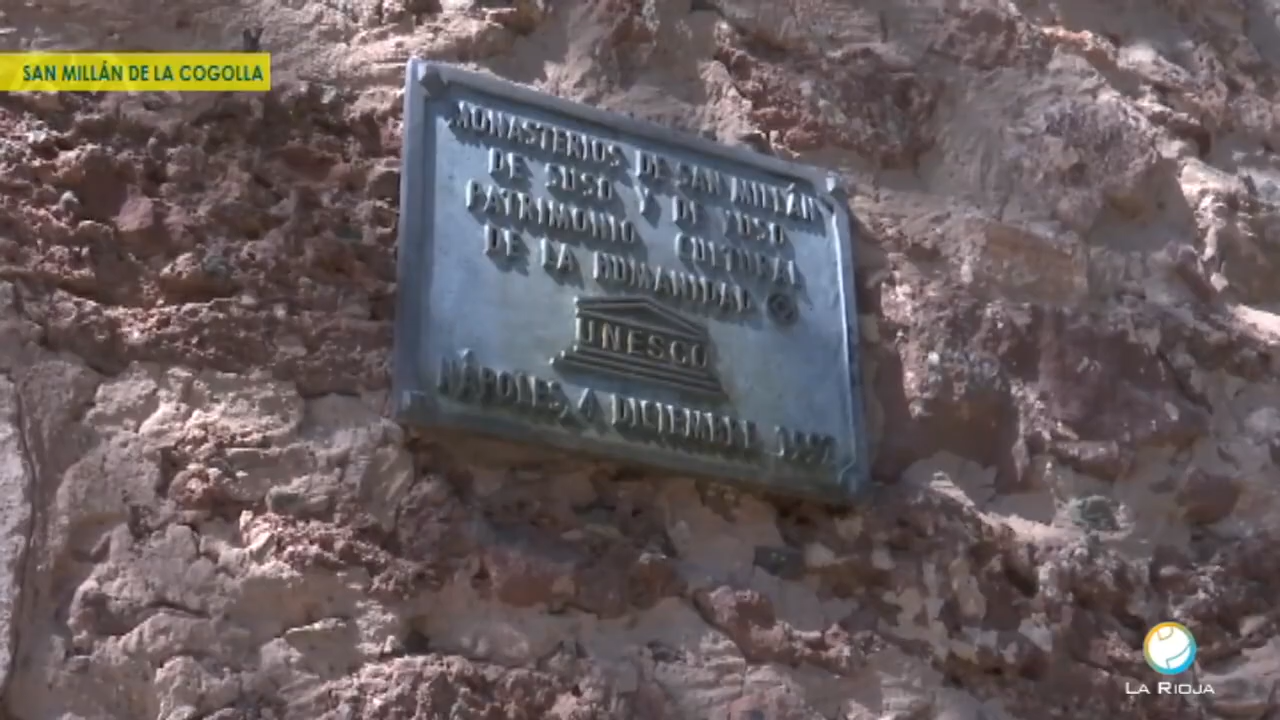 SAN MILLÁN DE LA COGOLLA
MONASTERIOS DE SAN MILLÁN
DE SUSO Y DE YUSO
PATRIMONIO CULTURAL
DE LA HUMANIDAD
UNESCO
NÁPOLES, 4 DICIEMBRE 1997
LA RIOJA